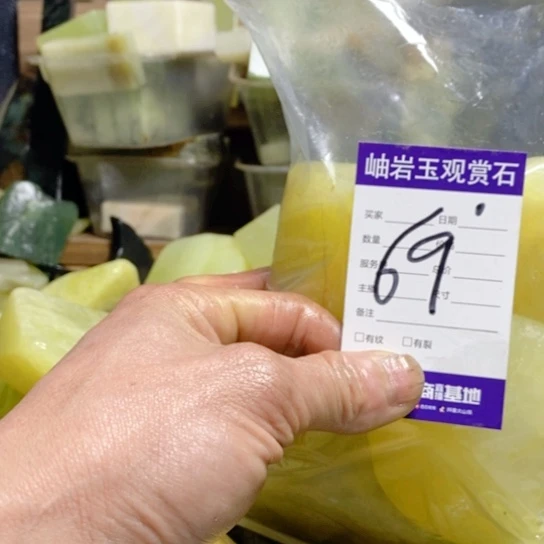 岫岩玉观赏石
买家 日期
数量
服务
主播 尺寸
备注
69'
□有纹 □有裂
基地